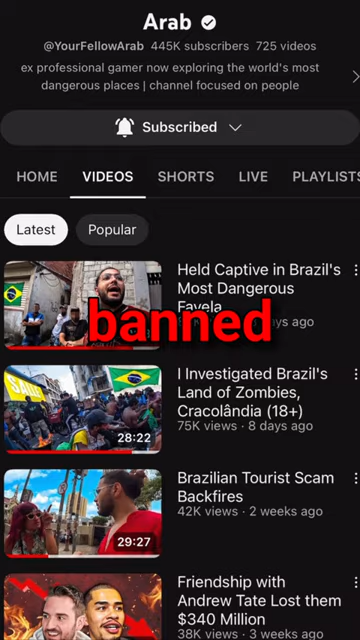 Arab
@YourFellowArab 445K subscribers 725 videos
ex professional gamer now exploring the world's most
dangerous places | channel focused on people
Subscribed
HOME VIDEOS SHORTS LIVE PLAYLISTS
Latest Popular
Held Captive in Brazil's
Most Dangerous
Favela
days ago
banned
SALE!
I Investigated Brazil's
Land of Zombies,
Cracolândia (18+)
75K views · 8 days ago
28:22
Brazilian Tourist Scam
Backfires
42K views · 2 weeks ago
29:27
Friendship with
Andrew Tate Lost them
$340 Million
38K views · 3 weeks ago